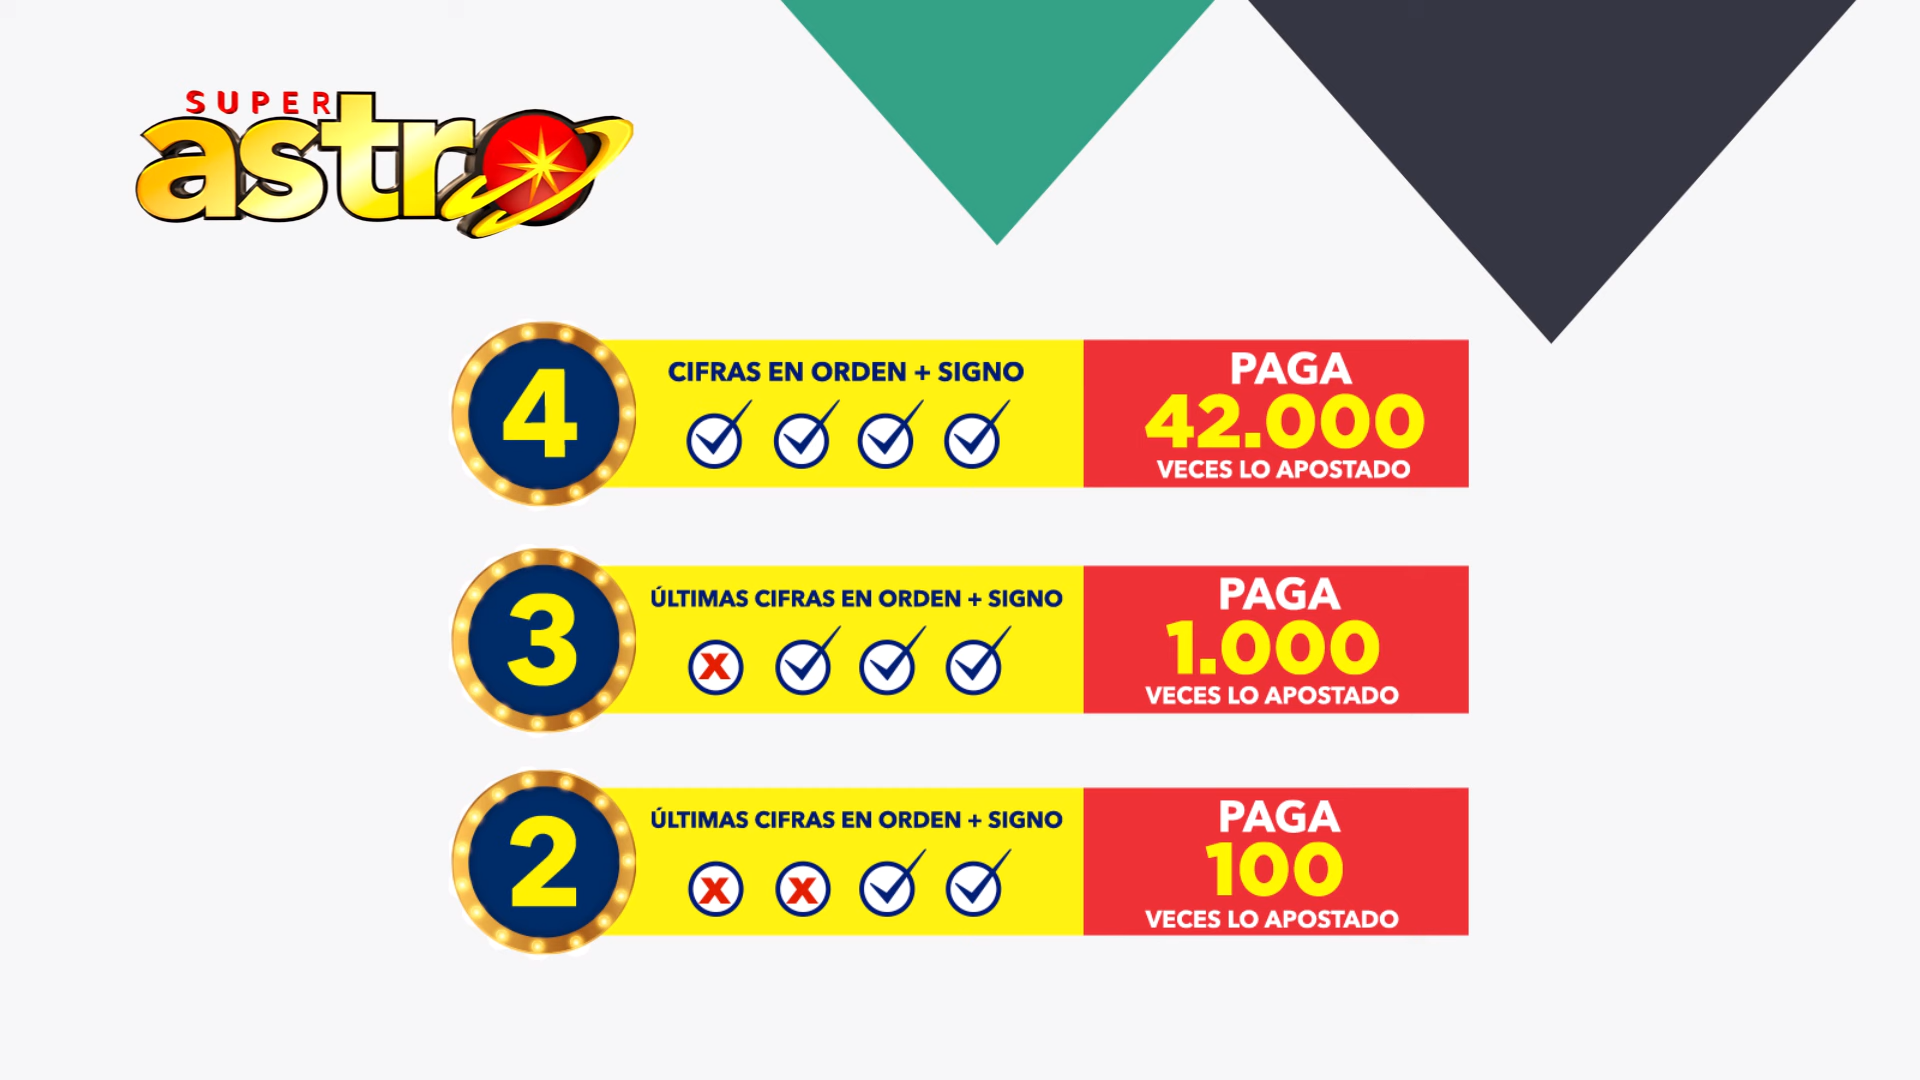 SUPER
astro
4
CIFRAS EN ORDEN + SIGNO
PAGA
42.000
VECES LO APOSTADO
3
ÚLTIMAS CIFRAS EN ORDEN + SIGNO
X
PAGA
1.000
VECES LO APOSTADO
2
ÚLTIMAS CIFRAS EN ORDEN + SIGNO
X X
PAGA
100
VECES LO APOSTADO